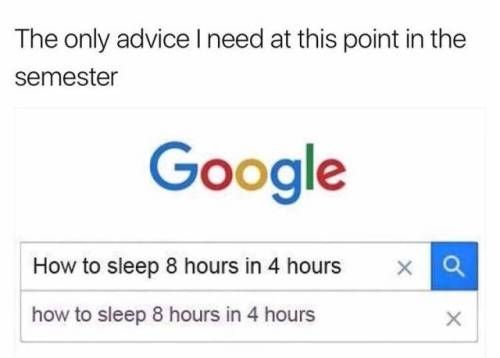 The only advice I need at this point in the
semester
Google
How to sleep 8 hours in 4 hours
how to sleep 8 hours in 4 hours